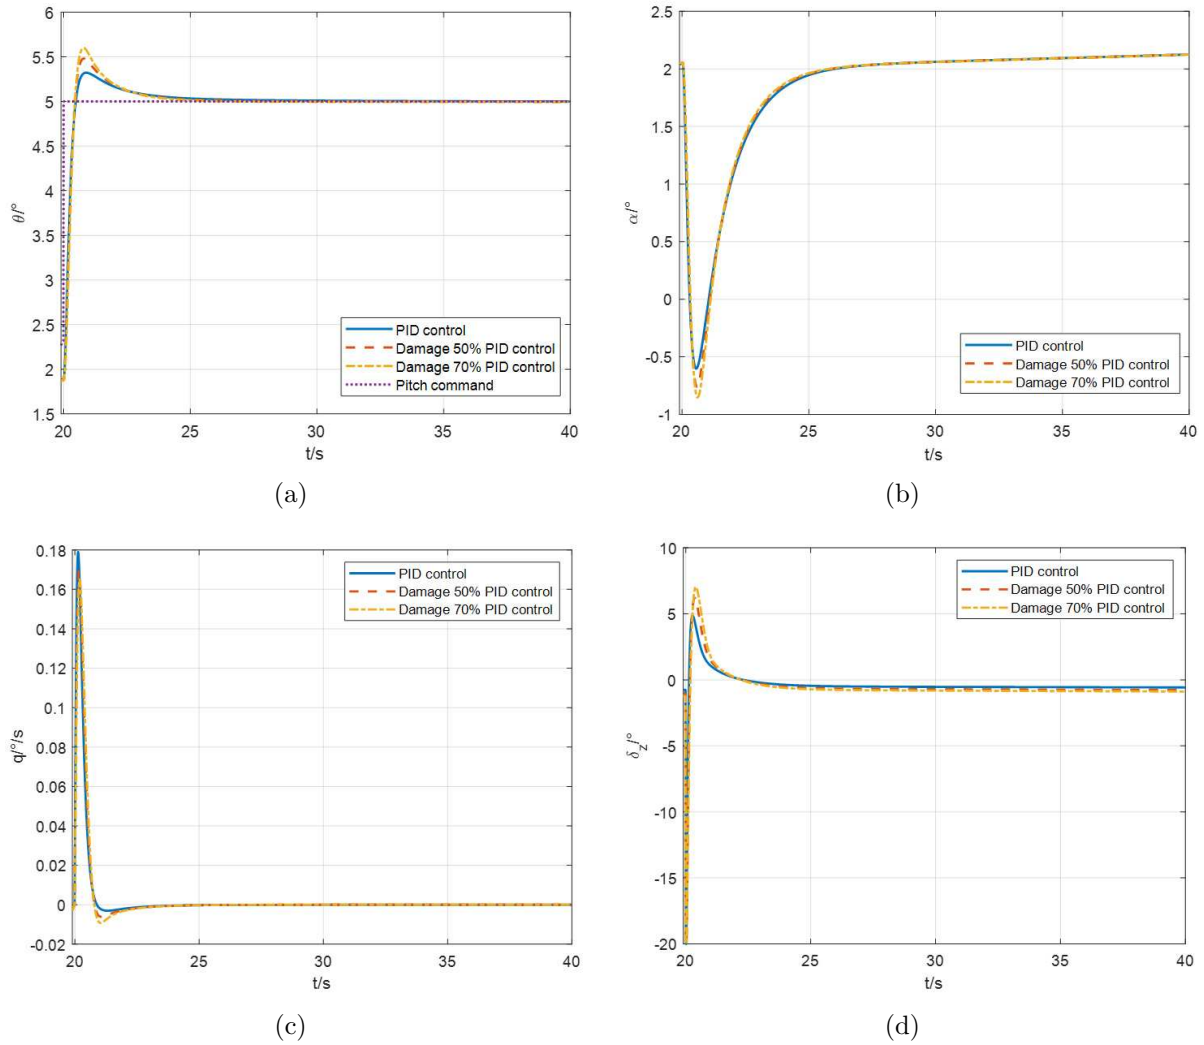 6
5.5
5
4.5
4
3.5
3
2.5
2
1.5
20
25
30
35
40
θ/°
t/s
PID control
Damage 50% PID control
Damage 70% PID control
Pitch command
(a)
2.5
2
1.5
1
0.5
0
-0.5
-1
20
25
30
35
40
α/°
t/s
PID control
Damage 50% PID control
Damage 70% PID control
(b)
0.18
0.16
0.14
0.12
0.1
0.08
0.06
0.04
0.02
0
-0.02
20
25
30
35
40
q/°/s
t/s
PID control
Damage 50% PID control
Damage 70% PID control
(c)
10
5
0
-5
-10
-15
-20
20
25
30
35
40
δz/°
t/s
PID control
Damage 50% PID control
Damage 70% PID control
(d)